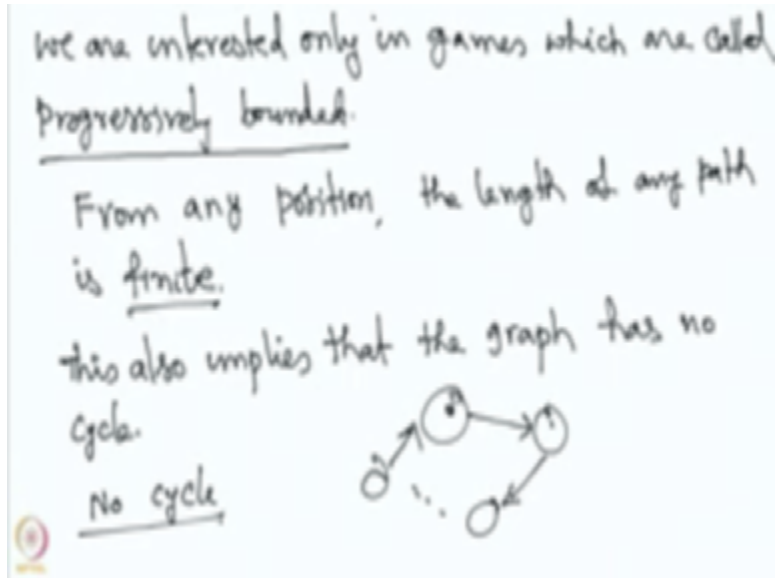 we are interested only in games which are called
Progressively bounded.
From any position, the length of any path
is finite.
This also implies that the graph has no
cycle.
No cycle